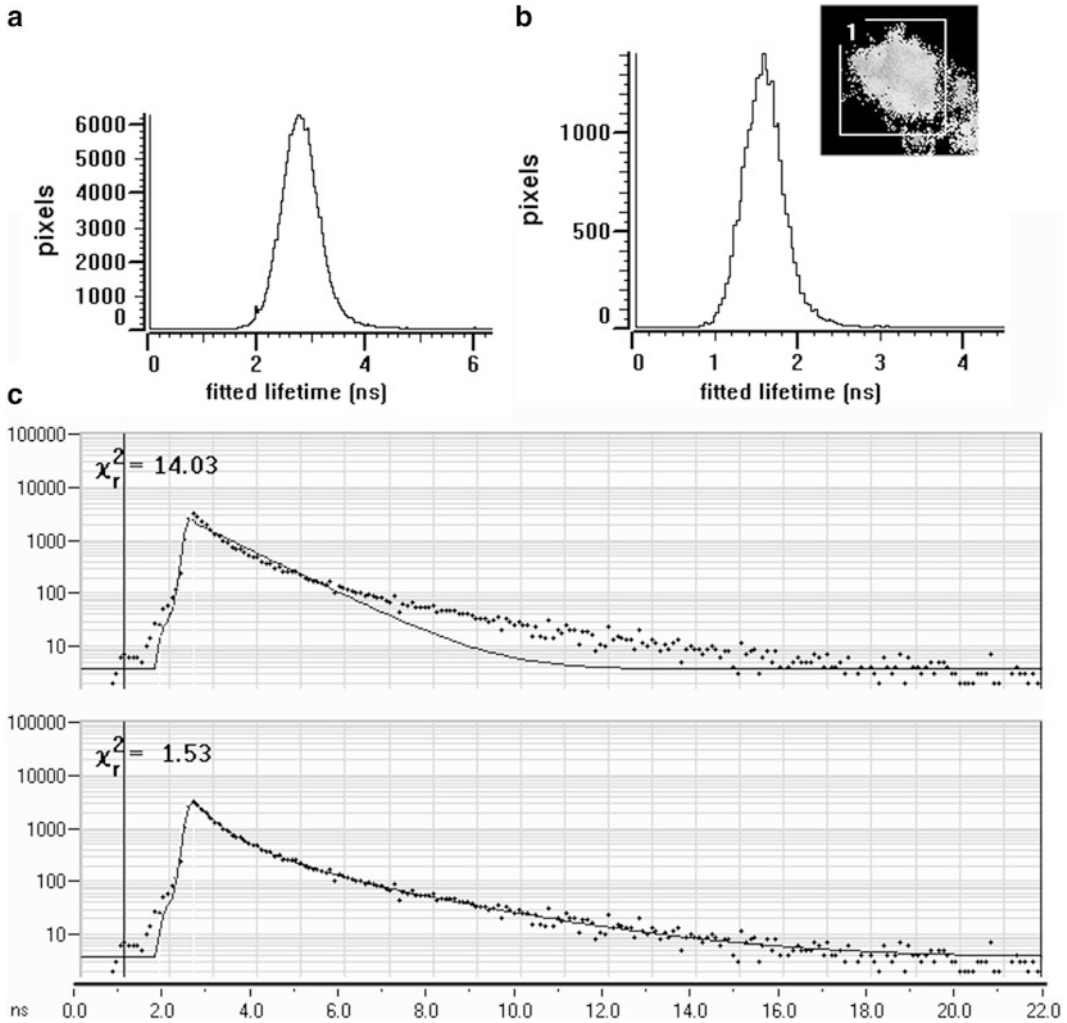 a
6000
5000
4000
3000
2000
1000
0
pixels
0 2 4 6
fitted lifetime (ns)
b
1
1000
500
0
pixels
0 1 2 3 4
fitted lifetime (ns)
c
100000
10000
1000
100
10
χ²r = 14.03
100000
10000
1000
100
10
χ²r = 1.53
ns 0.0 2.0 4.0 6.0 8.0 10.0 12.0 14.0 16.0 18.0 20.0 22.0